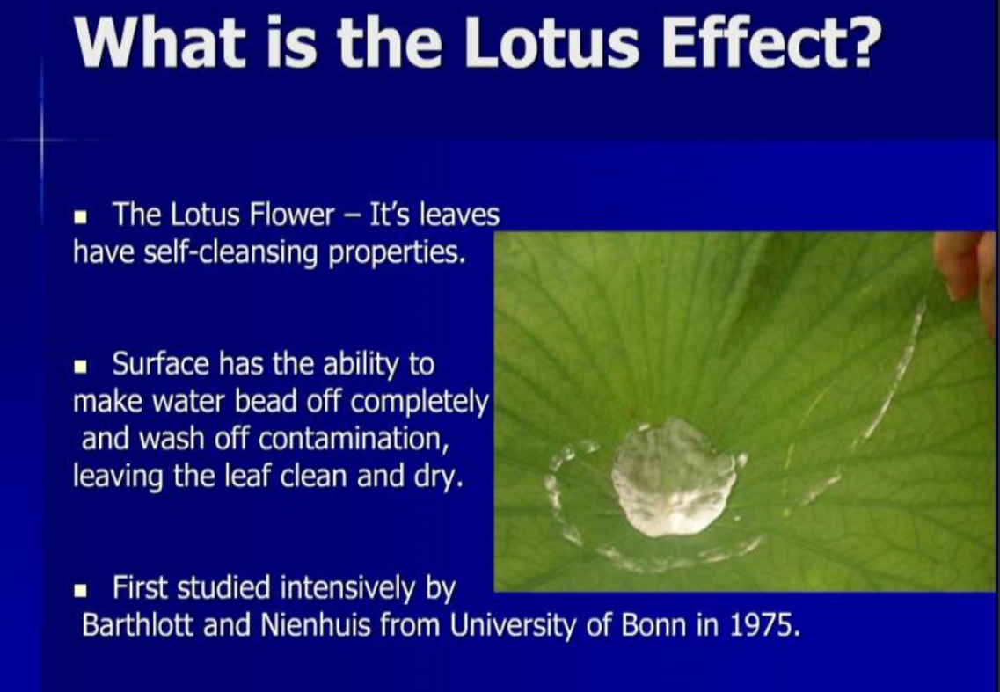 What is the Lotus Effect?
▪ The Lotus Flower – It's leaves
have self-cleansing properties.
▪ Surface has the ability to
make water bead off completely
and wash off contamination,
leaving the leaf clean and dry.
▪ First studied intensively by
Barthlott and Nienhuis from University of Bonn in 1975.